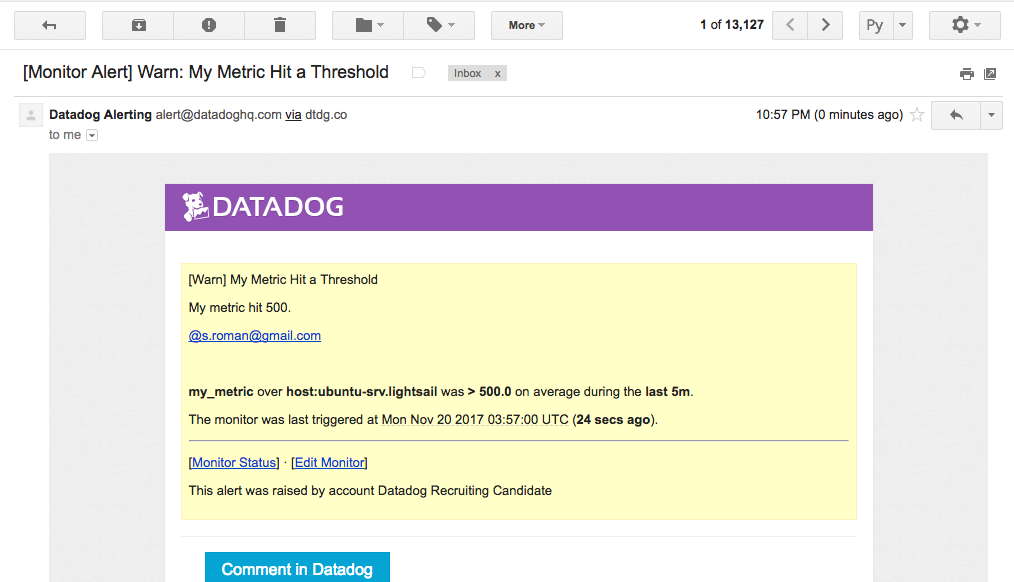 More
1 of 13,127
Py
[Monitor Alert] Warn: My Metric Hit a Threshold
Inbox x
Datadog Alerting alert@datadoghq.com via dtdg.co
10:57 PM (0 minutes ago)
to me
DATADOG
[Warn] My Metric Hit a Threshold
My metric hit 500.
@s.roman@gmail.com
my_metric over host:ubuntu-srv.lightsail was > 500.0 on average during the last 5m.
The monitor was last triggered at Mon Nov 20 2017 03:57:00 UTC (24 secs ago).
[Monitor Status] · [Edit Monitor]
This alert was raised by account Datadog Recruiting Candidate
Comment in Datadog